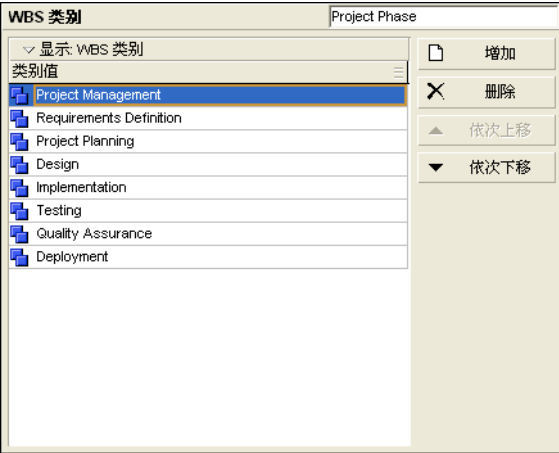 WBS 类别 Project Phase
显示: WBS 类别
类别值
Project Management
Requirements Definition
Project Planning
Design
Implementation
Testing
Quality Assurance
Deployment
增加
删除
依次上移
依次下移